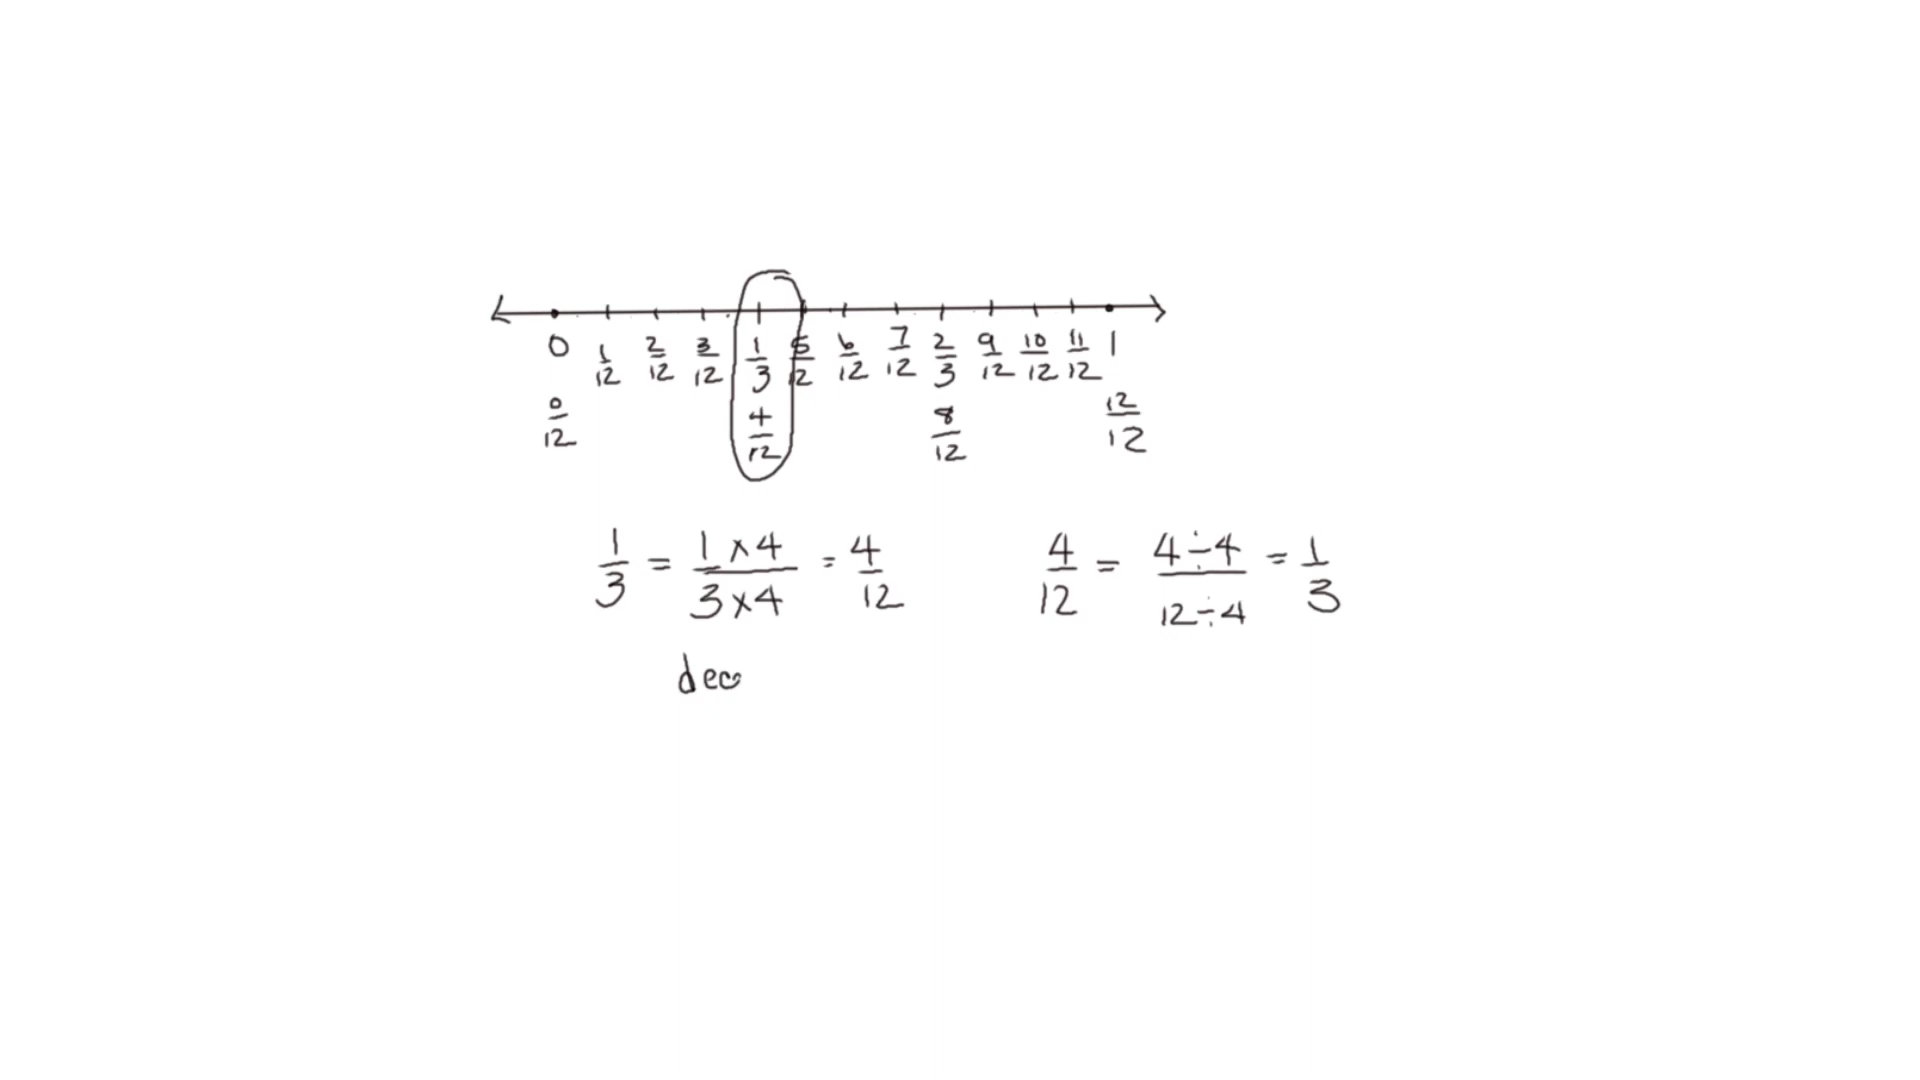 0 1/12 2/12 3/12 1/3 5/12 6/12 7/12 2/3 9/12 10/12 11/12 1
0/12 4/12 8/12 12/12
1/3 = 1×4/3×4 = 4/12 4/12 = 4÷4/12÷4 = 1/3
deco